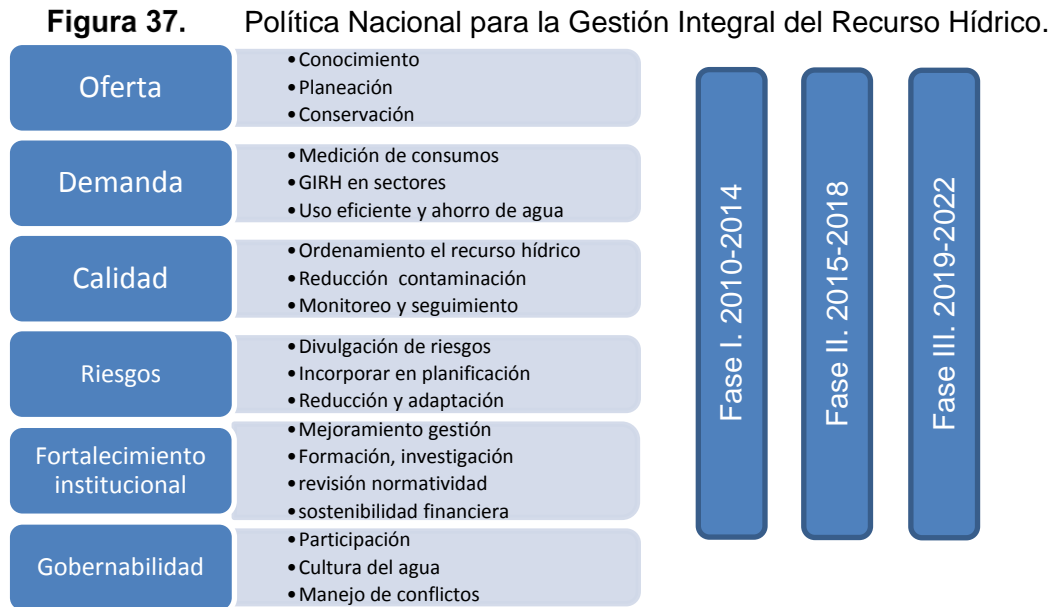 Figura 37. Política Nacional para la Gestión Integral del Recurso Hídrico.
Oferta
•Conocimiento
•Planeación
•Conservación
Demanda
•Medición de consumos
•GIRH en sectores
•Uso eficiente y ahorro de agua
Calidad
•Ordenamiento el recurso hídrico
•Reducción contaminación
•Monitoreo y seguimiento
Riesgos
•Divulgación de riesgos
•Incorporar en planificación
•Reducción y adaptación
Fortalecimiento
institucional
•Mejoramiento gestión
•Formación, investigación
•revisión normatividad
•sostenibilidad financiera
Gobernabilidad
•Participación
•Cultura del agua
•Manejo de conflictos
Fase I. 2010-2014
Fase II. 2015-2018
Fase III. 2019-2022